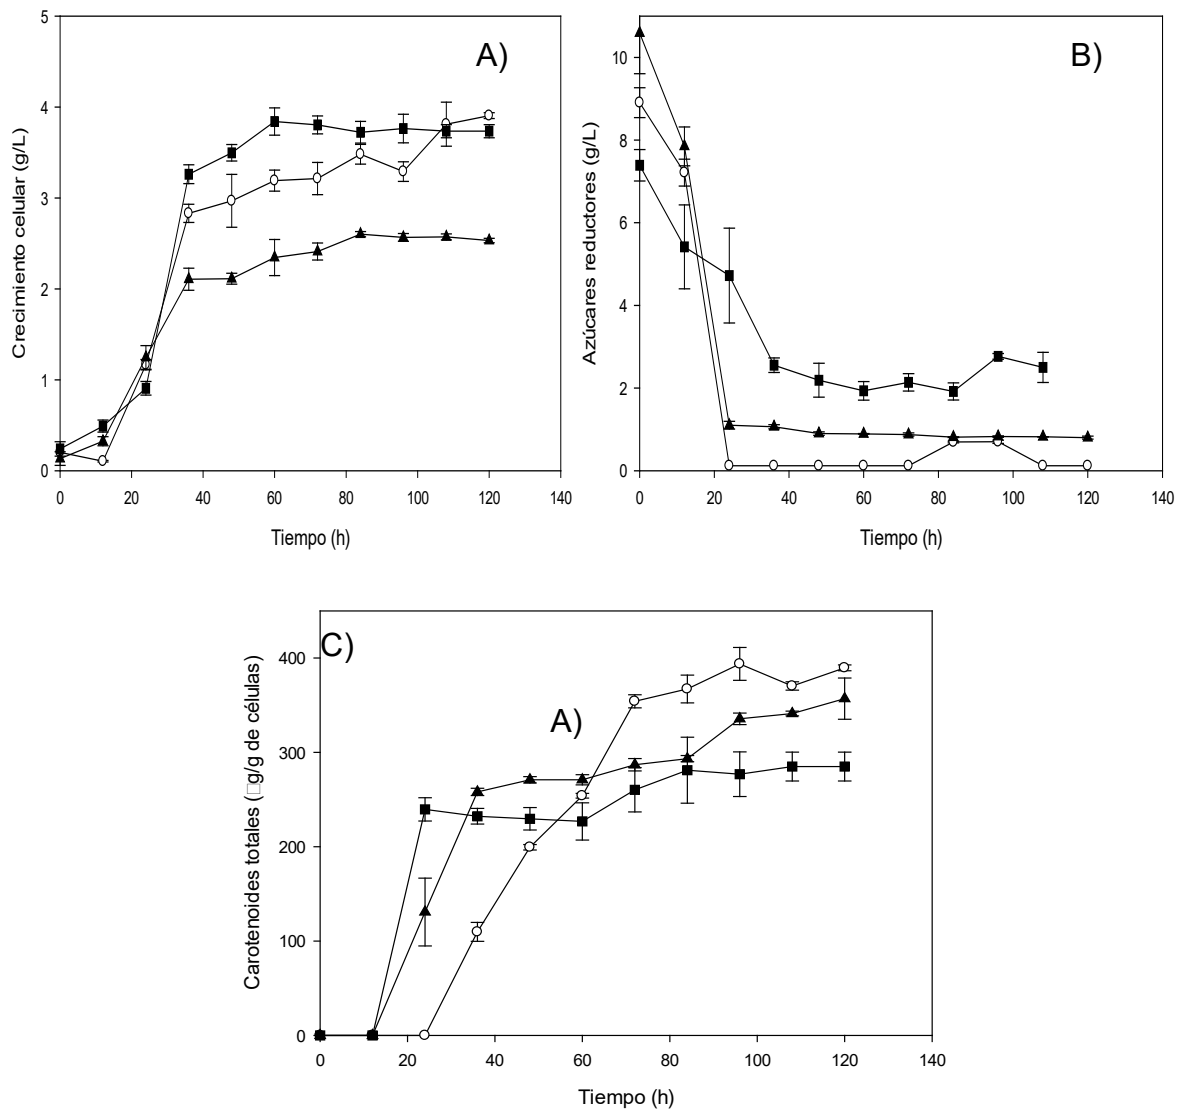 A)
5
4
3
2
1
0
Crecimiento celular (g/L)
0 20 40 60 80 100 120 140
Tiempo (h)
B)
10
8
6
4
2
0
Azúcares reductores (g/L)
0 20 40 60 80 100 120 140
Tiempo (h)
C)
A)
400
300
200
100
0
Carotenoides totales (□g/g de células)
0 20 40 60 80 100 120 140
Tiempo (h)